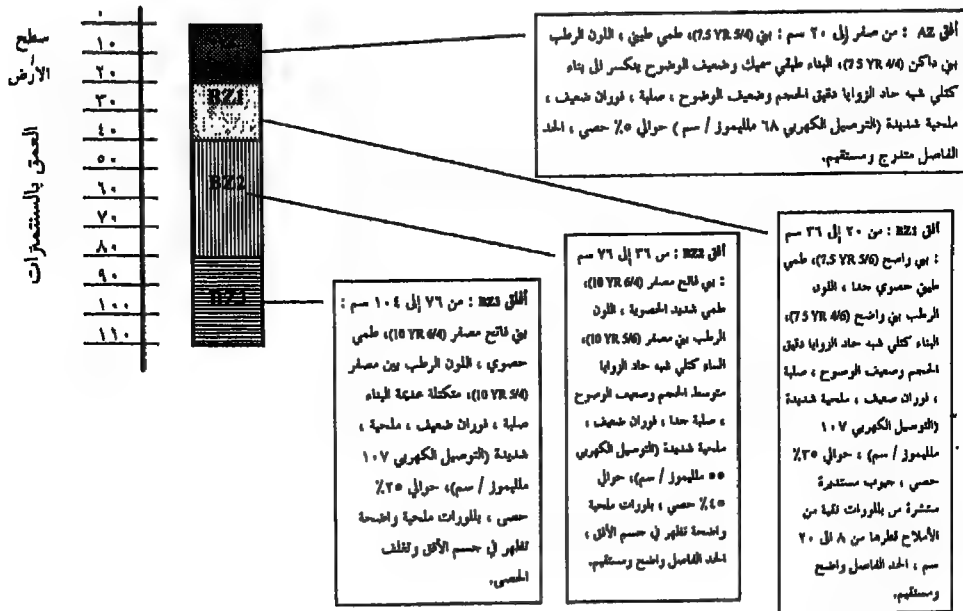 سطح
الأرض
العمق بالسنتمترات
٠
١٠
٢٠
٣٠
٤٠
٥٠
٦٠
٧٠
٨٠
٩٠
١٠٠
١١٠
BZ1
BZ2
BZ3
أفق AZ : من صفر إلى ٢٠ سم : بني (7.5 YR 5/4)، طمي طيني ، اللون الرطب
بني داكن (7.5 YR 4/4)، البناء طبقي سميك وضعيف الوضوح ينكسر الى بناء
كتلي شبه حاد الزوايا دقيق الحجم وضعيف الوضوح ، صلبة ، فوران ضعيف ،
ملحية شديدة (التوصيل الكهربي ٦٨ ملليموز / سم ) حوالي ٥٪ حصى ، الحد
الفاصل متدرج ومستقيم.
أفق BZ1 : من ٢٠ إلى ٣٦ سم
: بني واضح (7.5 YR 5/6)، طمي
طيني حصوي جدا ، اللون
الرطب بني واضح (7.5 YR 4/6)،
البناء كتلي شبه حاد الزوايا دقيق
الحجم وضعيف الوضوح ، صلبة
، فوران ضعيف ، ملحية شديدة
(التوصيل الكهربي ١٠٧
ملليموز / سم) ، حوالي ٣٥٪
حصى ، جيوب مستديرة
منتشرة من بللورات نقية من
الأملاح قطرها من ٨ الى ٢٠
سم ، الحد الفاصل واضح
ومستقيم.
أفق BZ2 : من ٣٦ إلى ٧٦ سم
: بني فاتح مصفر (10 YR 6/4)،
طمي شديد الحصوية ، اللون
الرطب بني مصفر (10 YR 5/6)،
البناء كتلي شبه حاد الزوايا
متوسط الحجم وضعيف الوضوح
، صلبة جدا ، فوران ضعيف ،
ملحية شديدة (التوصيل الكهربي
٥٥ ملليموز / سم)، حوالي
٤٥٪ حصى ، بلورات ملحية
واضحة تظهر في جسم الأفق ،
الحد الفاصل واضح ومستقيم.
أفق BZ3 : من ٧٦ إلى ١٠٤ سم :
بني فاتح مصفر (10 YR 6/4)، طمي
حصوي ، اللون الرطب بين مصفر
(10 YR 5/4)، متكتلة عديمة البناء
صلبة ، فوران ضعيف ، ملحية ،
شديدة (التوصيل الكهربي ١٠٧
ملليموز / سم)، حوالي ٢٥٪
حصى ، بللورات ملحية واضحة
تظهر في جسم الأفق وتغلف
الحصى.